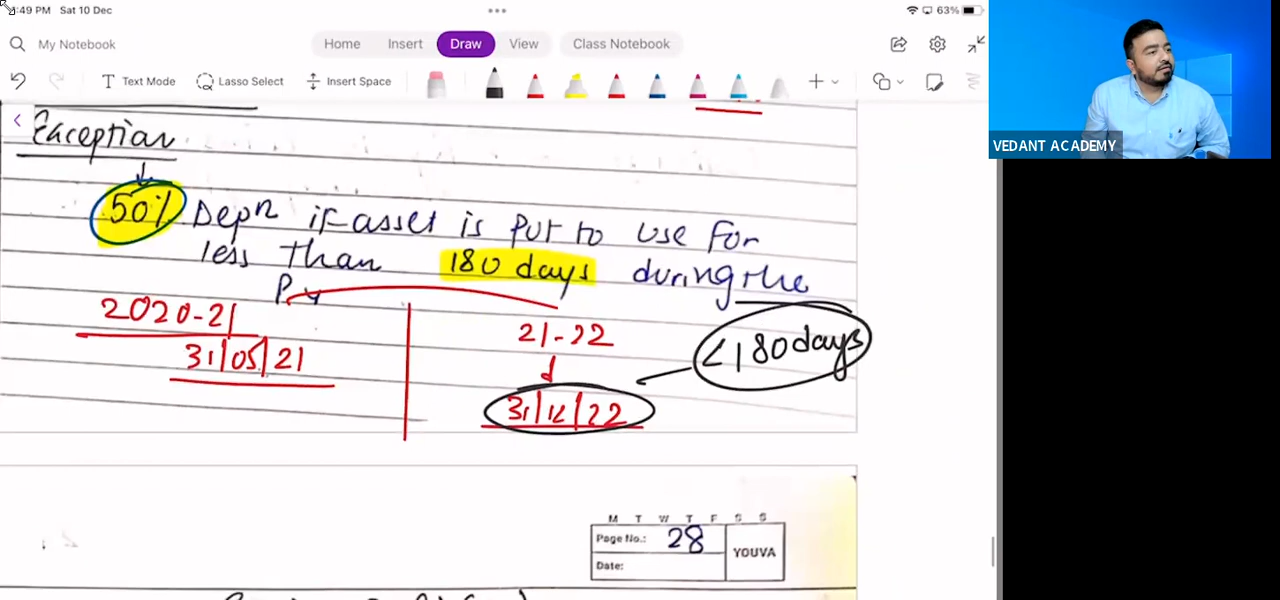 :49 PM Sat 10 Dec
63%
My Notebook
Home Insert Draw View Class Notebook
Text Mode Lasso Select Insert Space
VEDANT ACADEMY
Exception
50% Depn if asset is put to use for
less than 180 days during the
P.y
2020-21
31/05/21
21-22
31/12/22
<180 days
M T W T F S S
Page No.: 28
Date:
YOUVA